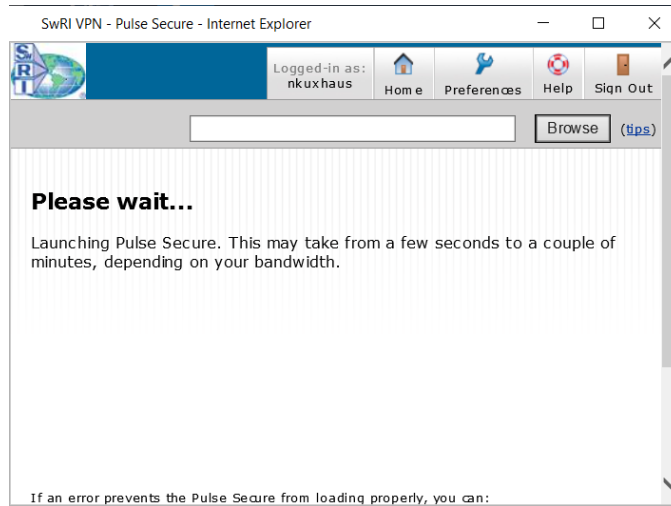 SwRI VPN - Pulse Secure - Internet Explorer
SwRI
Logged-in as:
nkuxhaus
Home
Preferences
Help
Sign Out
Browse
(tips)
Please wait...
Launching Pulse Secure. This may take from a few seconds to a couple of
minutes, depending on your bandwidth.
If an error prevents the Pulse Secure from loading properly, you can: